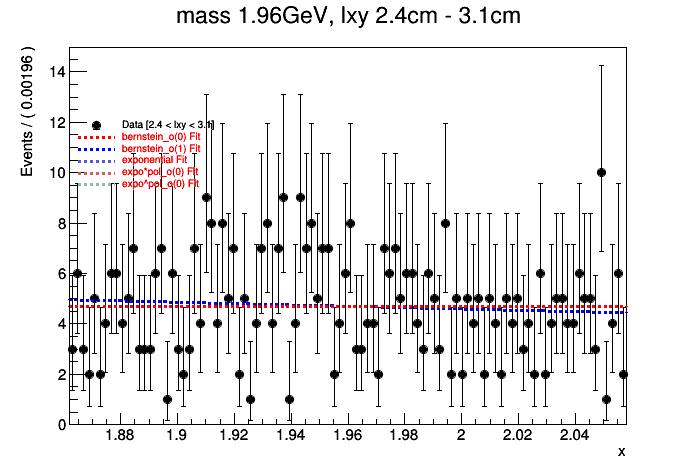 mass 1.96GeV, lxy 2.4cm - 3.1cm
Events / ( 0.00196 )
14
12
10
8
6
4
2
0
Data [2.4 < lxy < 3.1]
bernstein_o(0) Fit
bernstein_o(1) Fit
exponential Fit
expo*pol_o(0) Fit
expo^pol_o(0) Fit
1.88 1.9 1.92 1.94 1.96 1.98 2 2.02 2.04
x